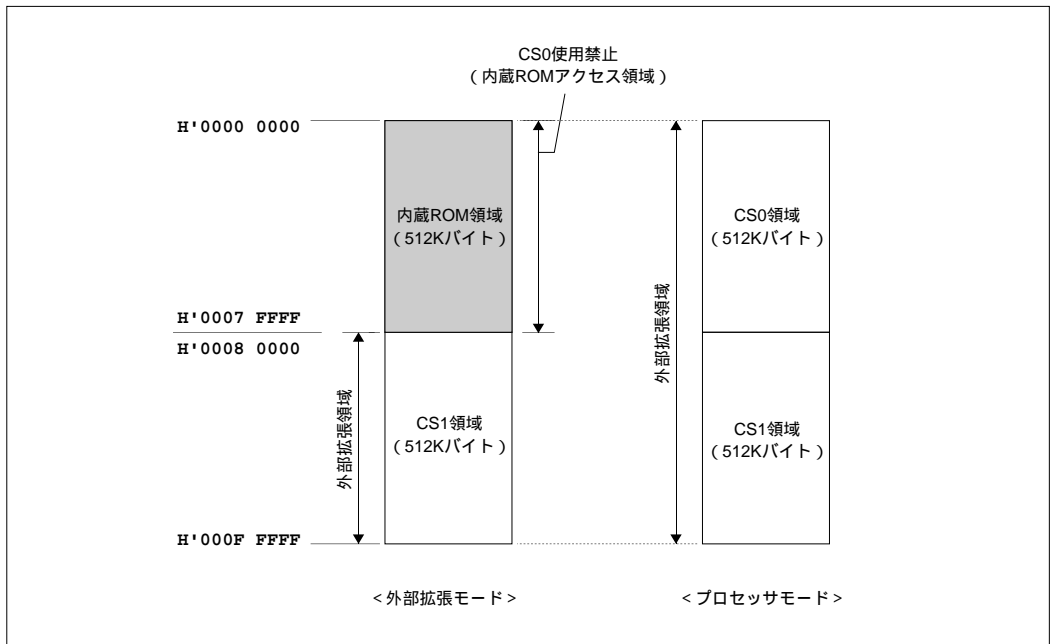 CS0使用禁止
（内蔵ROMアクセス領域）
H'0000 0000
内蔵ROM領域
（512Kバイト）
CS0領域
（512Kバイト）
外部拡張領域
H'0007 FFFF
H'0008 0000
外部拡張領域
CS1領域
（512Kバイト）
CS1領域
（512Kバイト）
H'000F FFFF
<外部拡張モード>
<プロセッサモード>